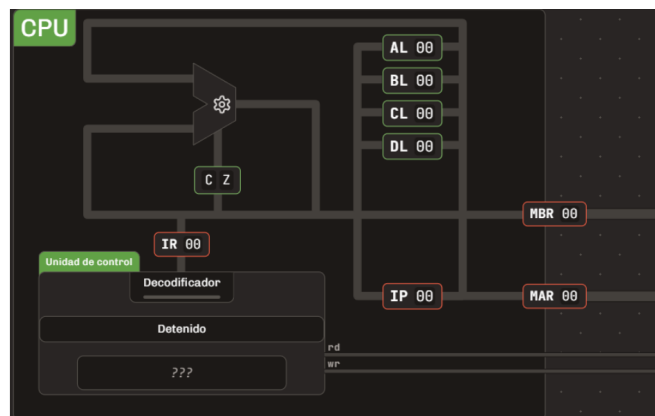 CPU
AL 00
BL 00
CL 00
DL 00
C Z
MBR 00
IR 00
Unidad de control
Decodificador
IP 00
MAR 00
Detenido
rd
wr
???